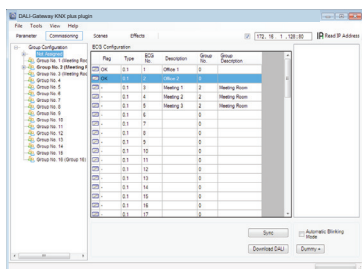 DALI-Gateway KNX plus plugin
File Tools View Help
Parameter Commissioning Scenes Effects 172. 16 . 1 . 128 : 80 Read IP Address
Group Configuration
Not Assigned
Group No. 1 (Meeting Room)
Group No. 2 (Meeting R
Group No. 3 (Meeting Roo
Group No. 4
Group No. 5
Group No. 6
Group No. 7
Group No. 8
Group No. 9
Group No. 10
Group No. 11
Group No. 12
Group No. 13
Group No. 14
Group No. 15
Group No. 16 (Group 16)
ECG Configuration
Flag Type ECG No. Description Group No. Group Description
OK 0.1 1 Office 1 0
OK 0.1 2 Office 2 0
- 0.1 3 Meeting 1 2 Meeting Room
- 0.1 4 Meeting 2 2 Meeting Room
- 0.1 5 Meeting 3 2 Meeting Room
- 0.1 6 0
- 0.1 7 0
- 0.1 8 0
- 0.1 9 0
- 0.1 10 0
- 0.1 11 0
- 0.1 12 0
- 0.1 13 0
- 0.1 14 0
- 0.1 15 0
- 0.1 16 0
- 0.1 17 0
Sync Automatic Blinking Mode
Download DALI Dummy